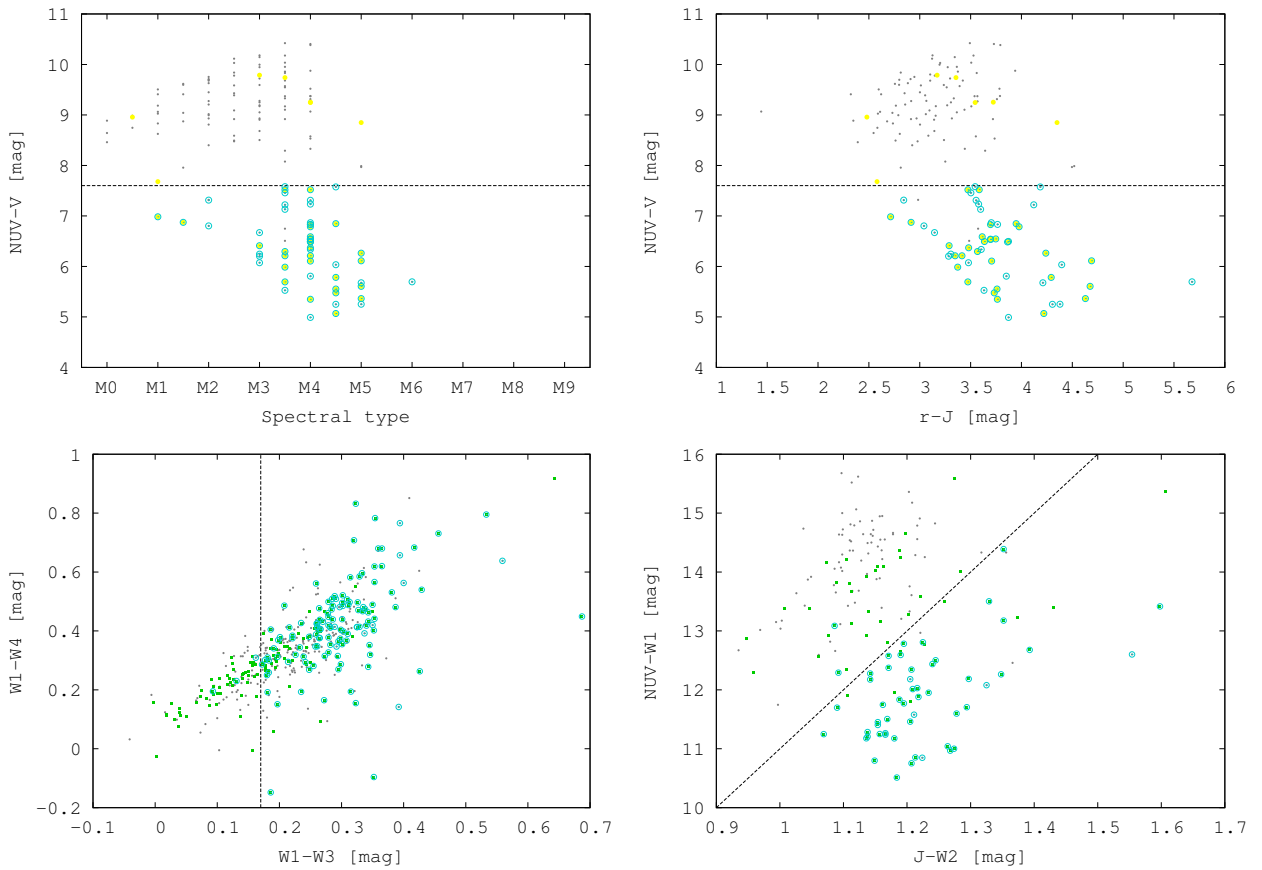 11
10
9
8
7
6
5
4
NUV-V [mag]
M0 M1 M2 M3 M4 M5 M6 M7 M8 M9
Spectral type
11
10
9
8
7
6
5
4
NUV-V [mag]
1 1.5 2 2.5 3 3.5 4 4.5 5 5.5 6
r-J [mag]
1
0.8
0.6
0.4
0.2
0
-0.2
W1-W4 [mag]
-0.1 0 0.1 0.2 0.3 0.4 0.5 0.6 0.7
W1-W3 [mag]
16
15
14
13
12
11
10
NUV-W1 [mag]
0.9 1 1.1 1.2 1.3 1.4 1.5 1.6 1.7
J-W2 [mag]